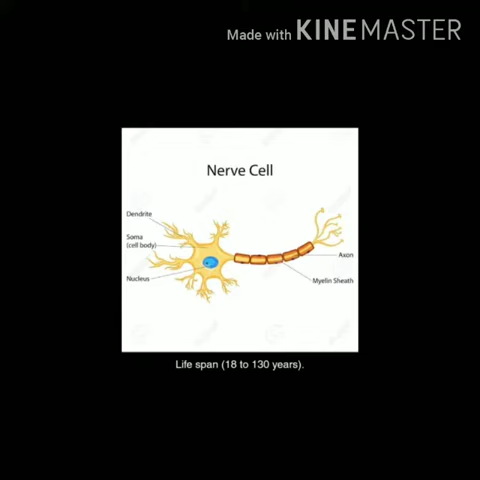 Made with KINEMASTER
Nerve Cell
Dendrite
Soma
(cell body)
Nucleus
Axon
Myelin Sheath
Life span (18 to 130 years).